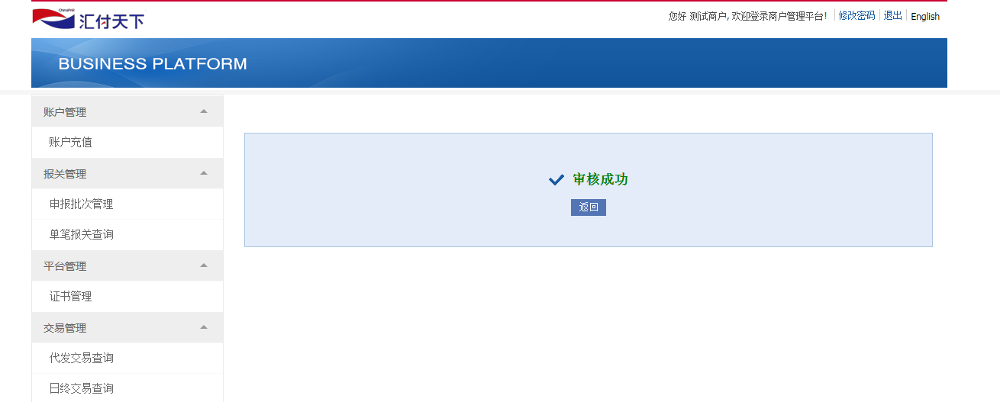 ChinaPnR
汇付天下
您好 测试商户, 欢迎登录商户管理平台! 修改密码 退出 English
BUSINESS PLATFORM
账户管理
账户充值
报关管理
申报批次管理
单笔报关查询
平台管理
证书管理
交易管理
代发交易查询
日终交易查询
审核成功
返回